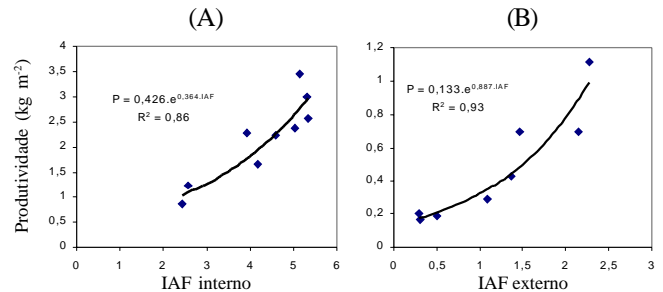 (A)
(B)
Produtividade (kg m-2)
4
3,5
3
2,5
2
1,5
1
0,5
0
P = 0,426.e0,364.IAF
R2 = 0,86
0 1 2 3 4 5 6
IAF interno
1,2
1
0,8
0,6
0,4
0,2
0
P = 0,133.e0,887.IAF
R2 = 0,93
0 0,5 1 1,5 2 2,5 3
IAF externo